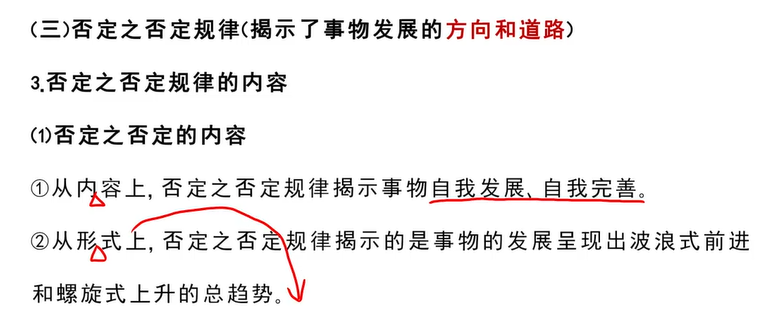 (三)否定之否定规律(揭示了事物发展的方向和道路)
3.否定之否定规律的内容
(1)否定之否定的内容
①从内容上,否定之否定规律揭示事物自我发展、自我完善。
②从形式上,否定之否定规律揭示的是事物的发展呈现出波浪式前进
和螺旋式上升的总趋势。